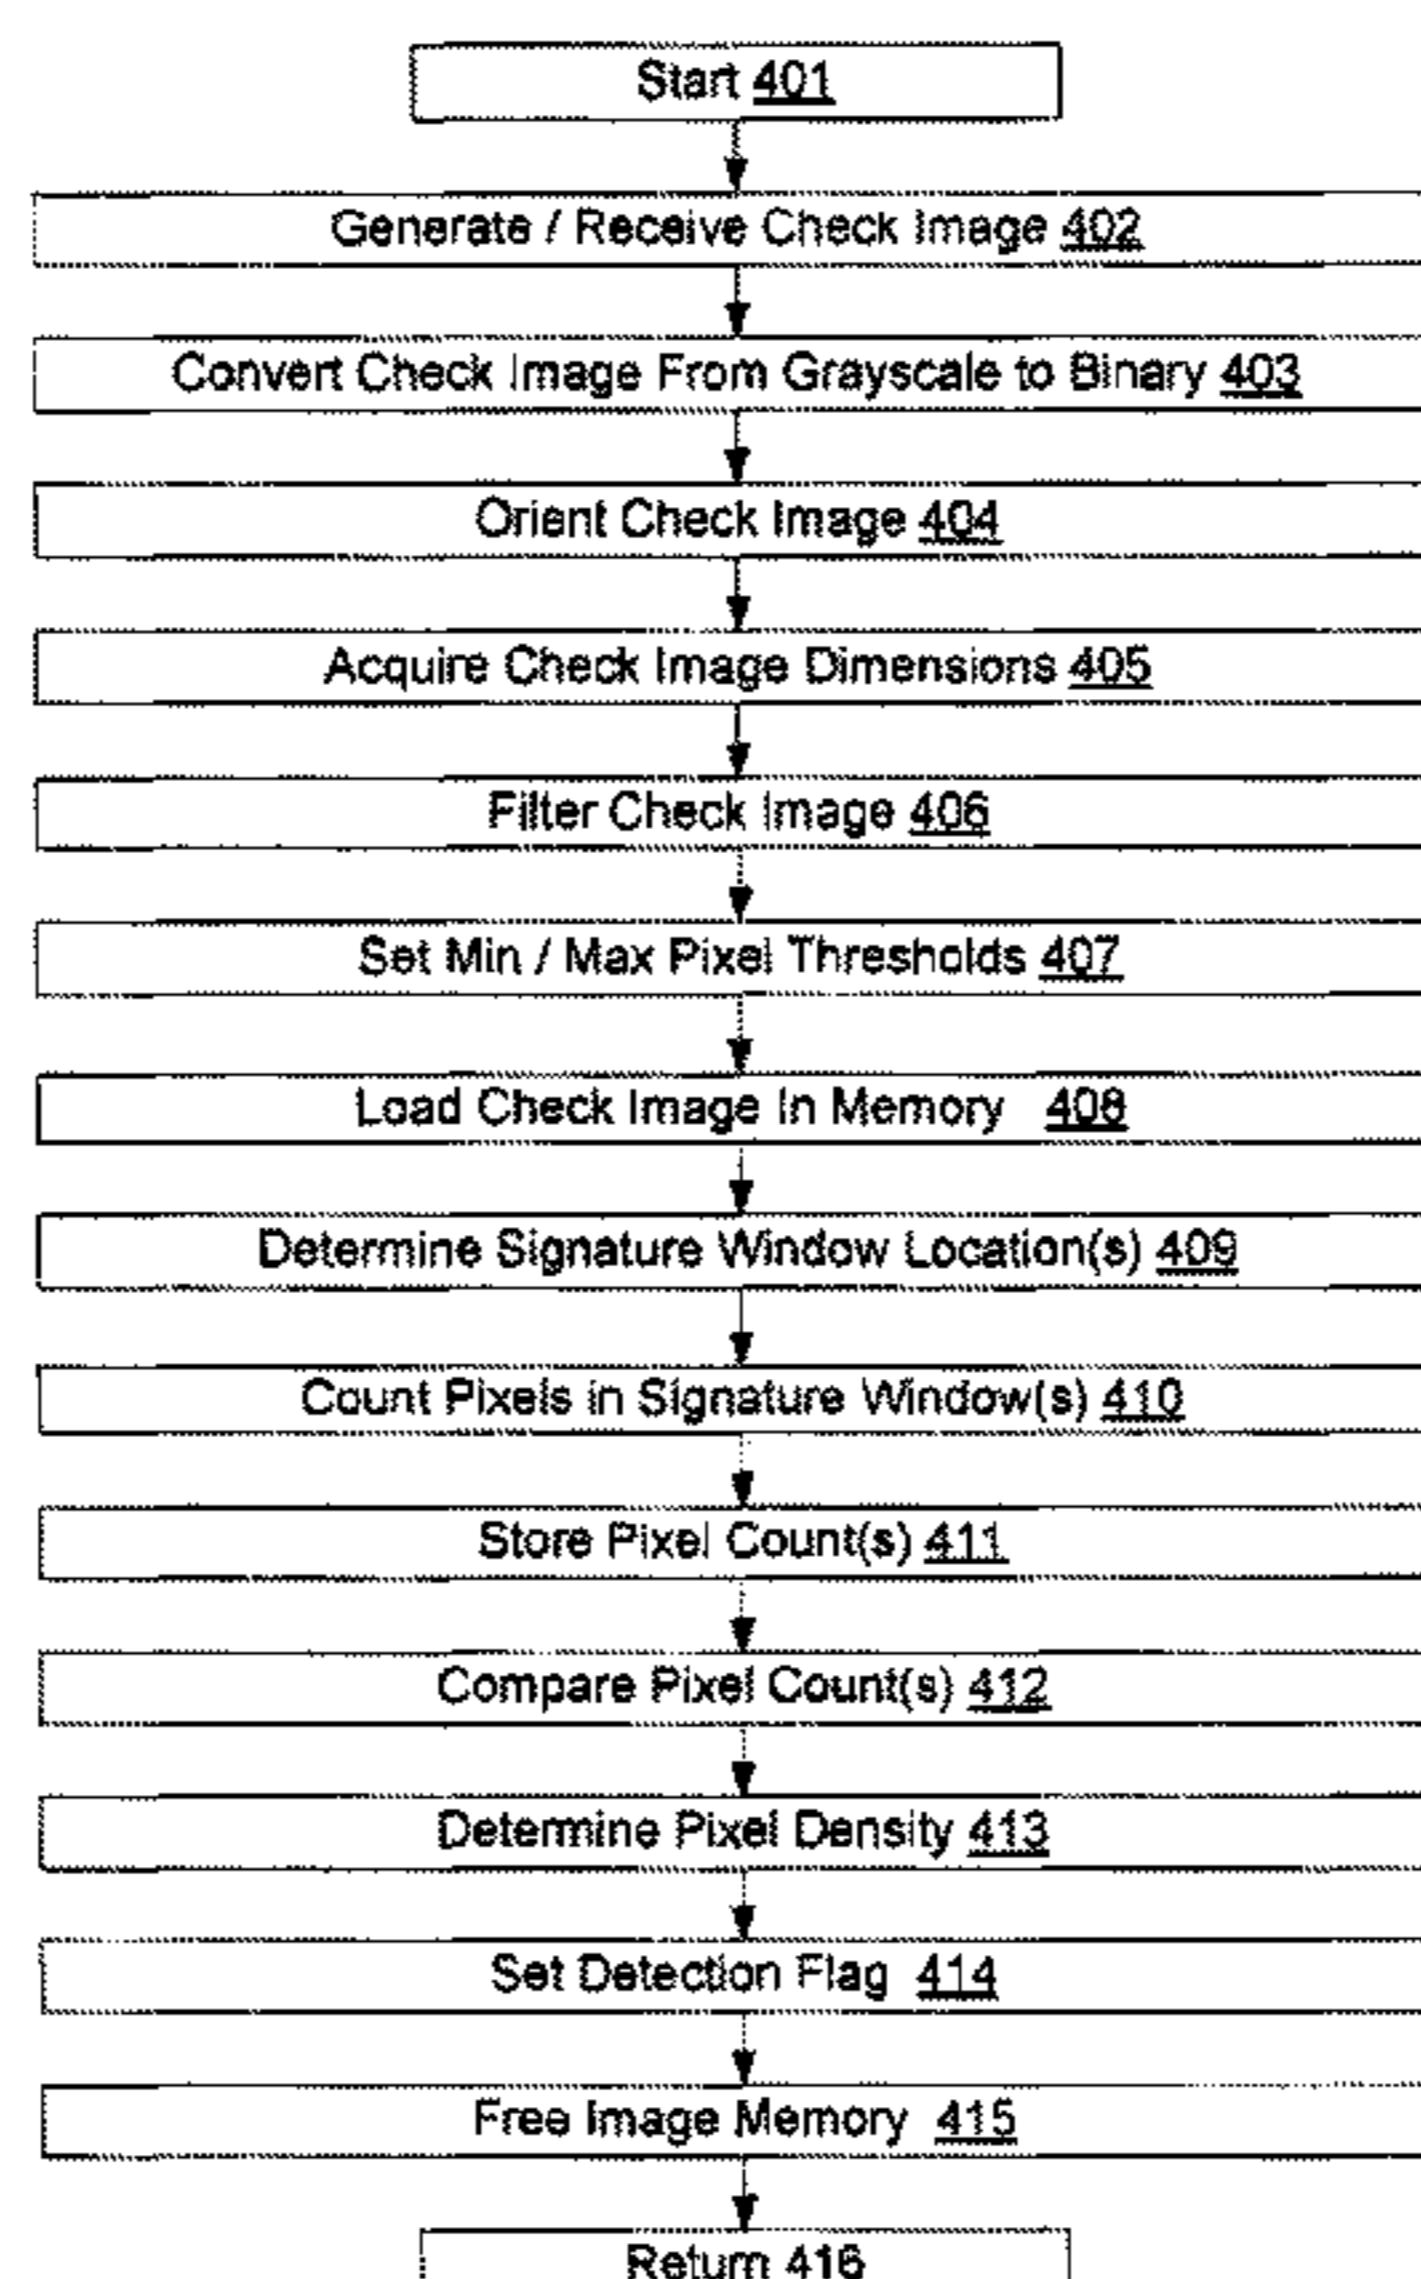 Start 401
Generate / Receive Check Image 402
Convert Check Image From Grayscale to Binary 403
Orient Check Image 404
Acquire Check Image Dimensions 405
Filter Check Image 406
Set Min / Max Pixel Thresholds 407
Load Check Image In Memory 408
Determine Signature Window Location(s) 409
Count Pixels in Signature Window(s) 410
Store Pixel Count(s) 411
Compare Pixel Count(s) 412
Determine Pixel Density 413
Set Detection Flag 414
Free Image Memory 415
Return 416